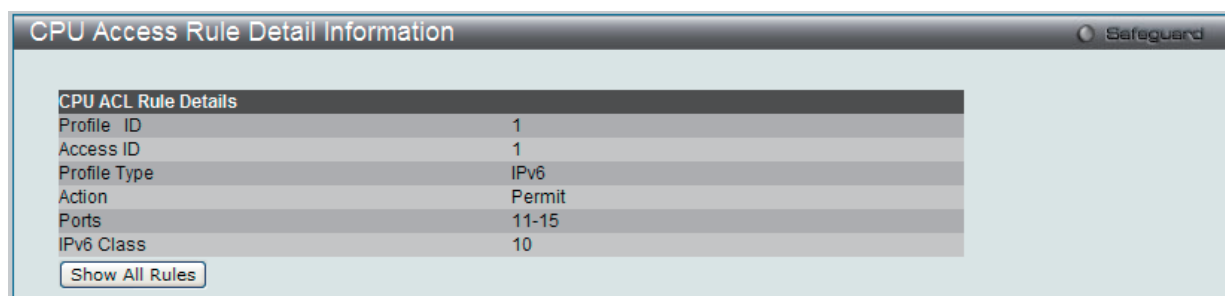 CPU Access Rule Detail Information
Safeguard
CPU ACL Rule Details
Profile ID 1
Access ID 1
Profile Type IPv6
Action Permit
Ports 11-15
IPv6 Class 10
Show All Rules